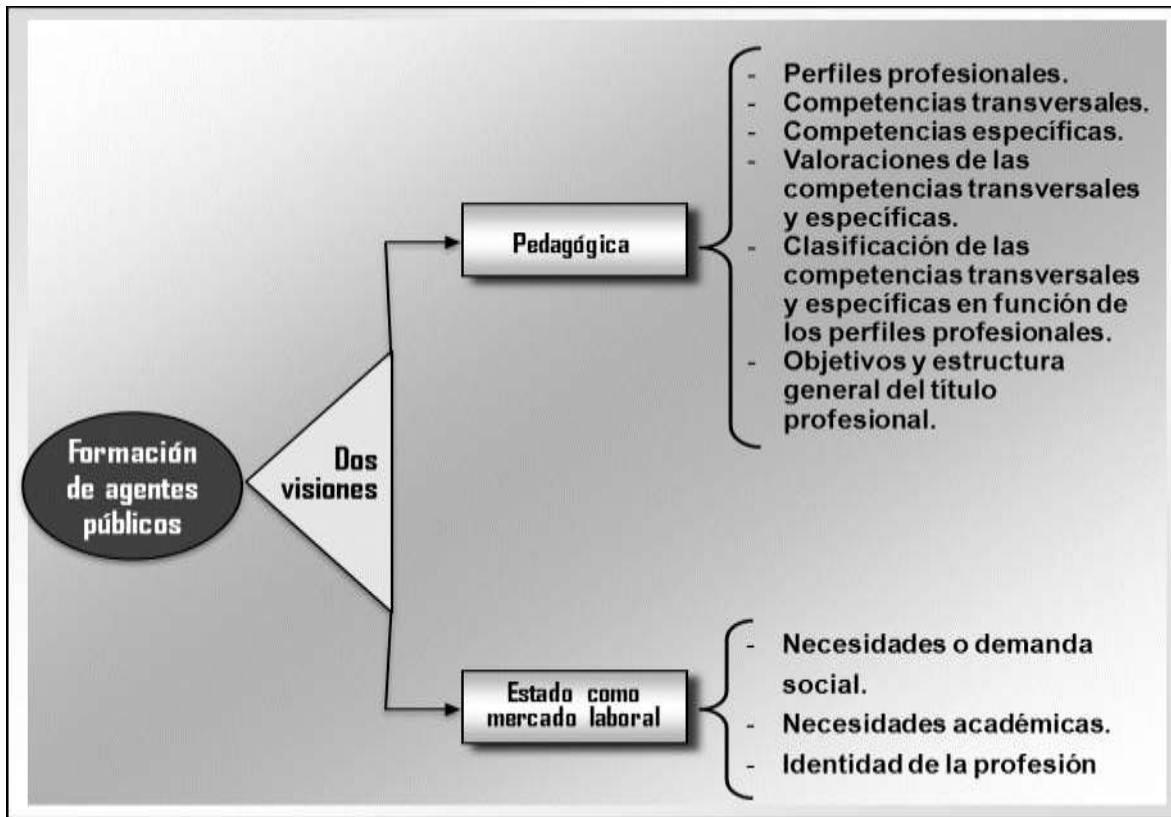 Formación
de agentes
públicos
Dos
visiones
Pedagógica
- Perfiles profesionales.
- Competencias transversales.
- Competencias específicas.
- Valoraciones de las
competencias transversales
y específicas.
- Clasificación de las
competencias transversales
y específicas en función de
los perfiles profesionales.
- Objetivos y estructura
general del título
profesional.
Estado como
mercado laboral
- Necesidades o demanda
social.
- Necesidades académicas.
- Identidad de la profesión